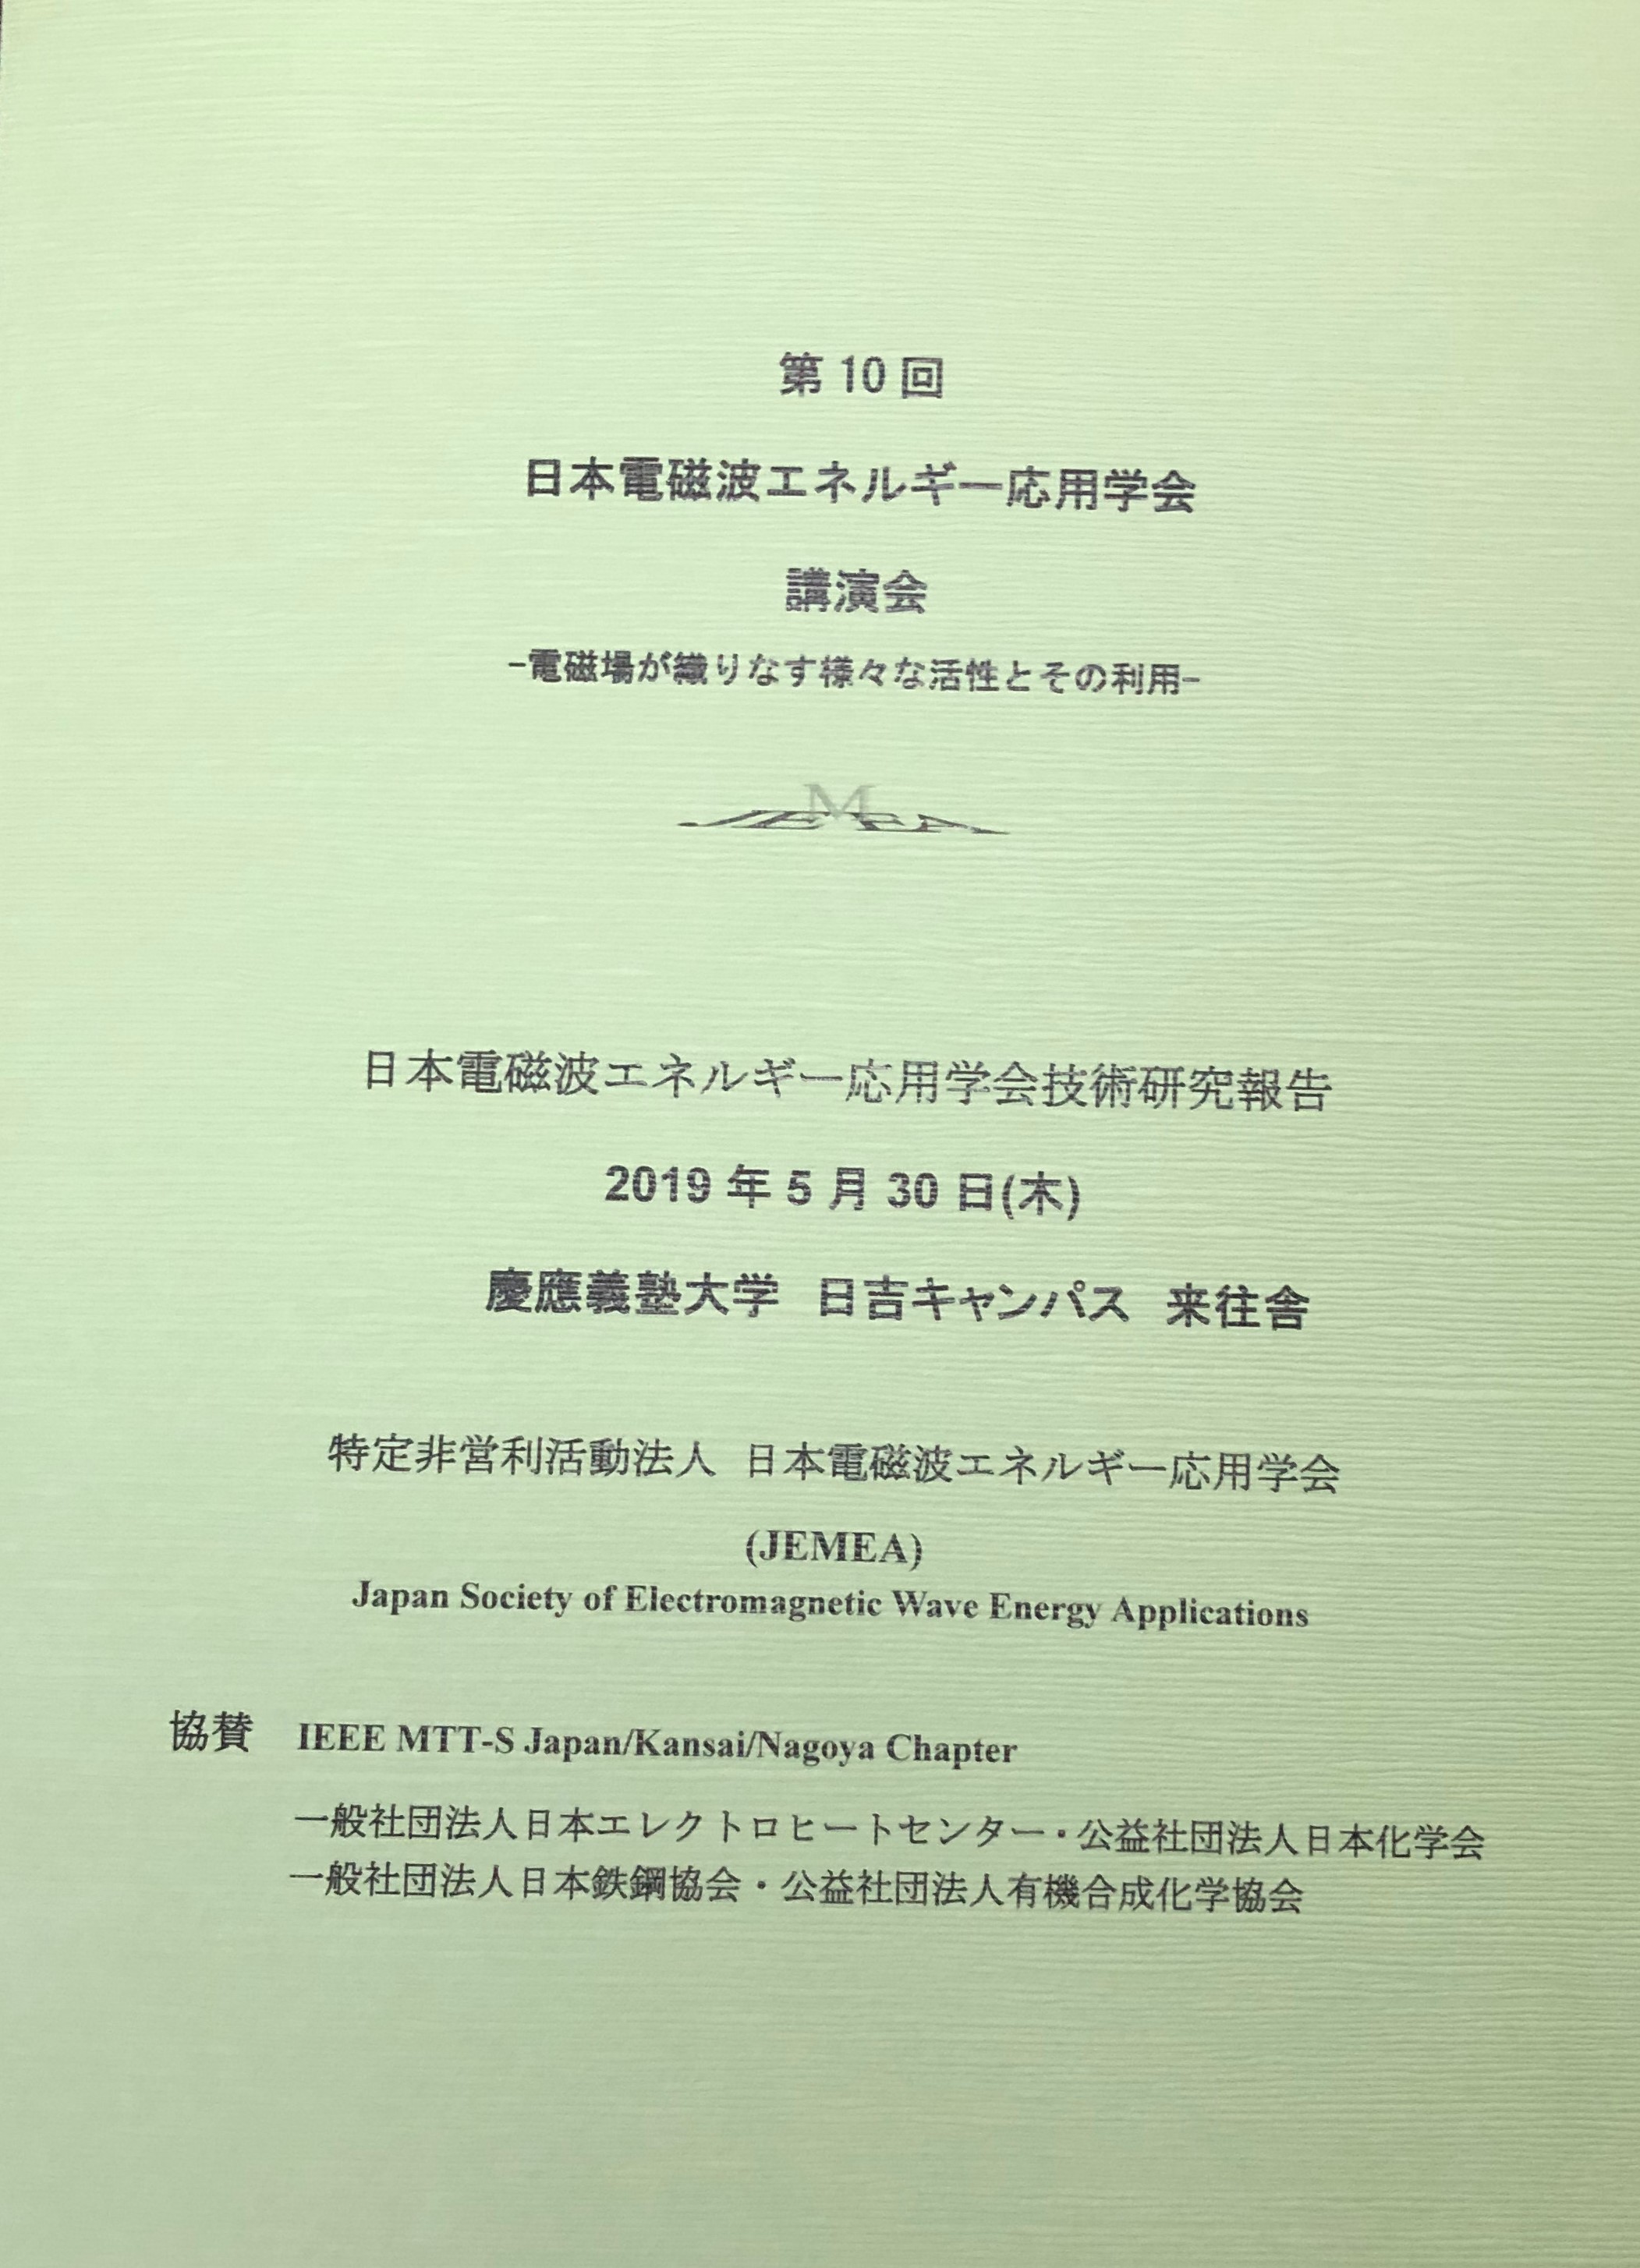 第10回
日本電磁波エネルギー応用学会
講演会
-電磁場が織りなす様々な活性とその利用-
JEMEA
日本電磁波エネルギー応用学会技術研究報告
2019年5月30日(木)
慶應義塾大学 日吉キャンパス 来往舎
特定非営利活動法人 日本電磁波エネルギー応用学会
(JEMEA)
Japan Society of Electromagnetic Wave Energy Applications
協賛 IEEE MTT-S Japan/Kansai/Nagoya Chapter
一般社団法人日本エレクトロヒートセンター・公益社団法人日本化学会
一般社団法人日本鉄鋼協会・公益社団法人有機合成化学協会